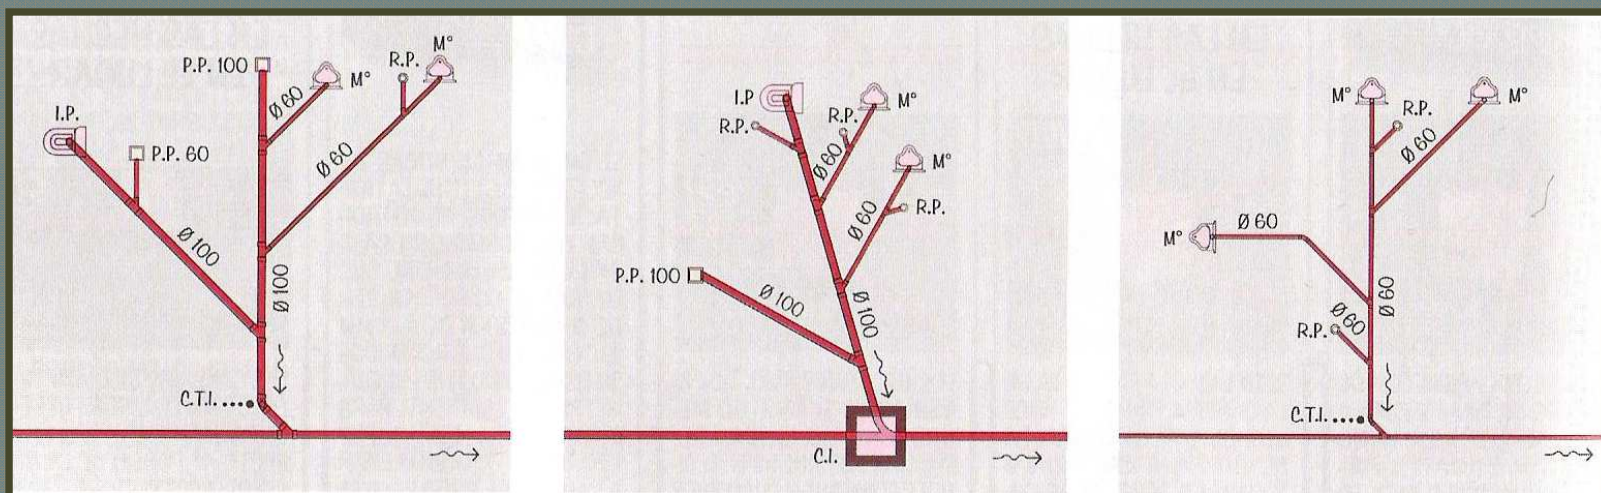 M°
P.P. 100
R.P.
M°
Ø 60
I.P.
P.P. 60
Ø 60
Ø 100
Ø 100
C.T.I.
I.P
M°
R.P.
R.P.
Ø 60
M°
Ø 60
R.P.
P.P. 100
Ø 100
Ø 100
C.I.
M°
M°
R.P.
Ø 60
M°
Ø 60
Ø 60
Ø 60
R.P.
C.T.I.